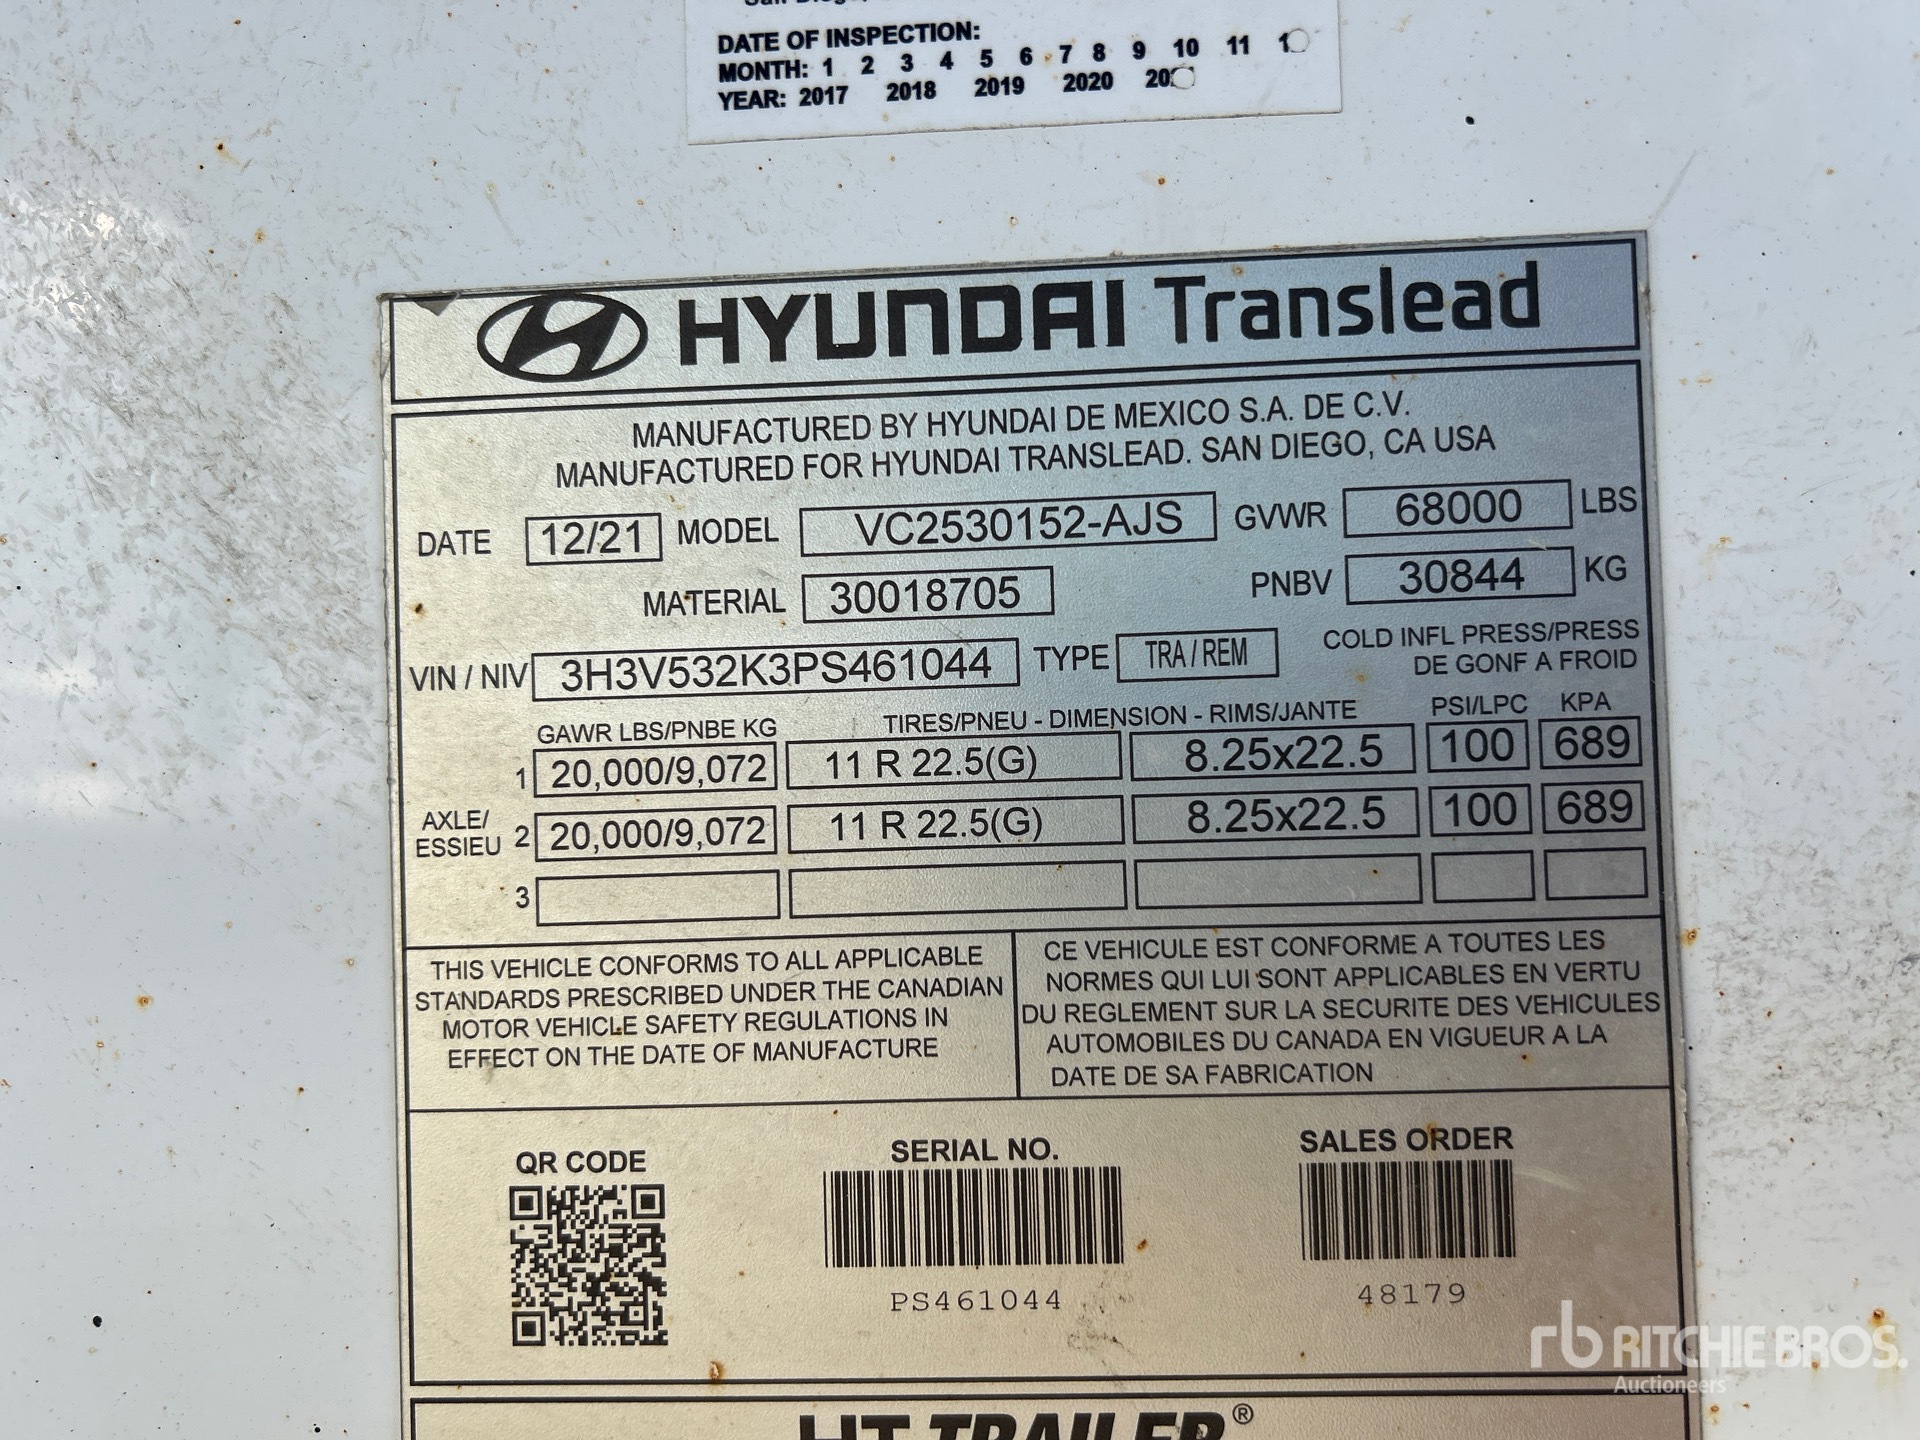 DATE OF INSPECTION:
MONTH: 1 2 3 4 5 6 7 8 9 10 11
YEAR: 2017 2018 2019 2020
HYUNDAI Translead
MANUFACTURED BY HYUNDAI DE MEXICO S.A. DE C.V.
MANUFACTURED FOR HYUNDAI TRANSLEAD. SAN DIEGO, CA USA
DATE 12/21 MODEL VC2530152-AJS GVWR 68000 LBS
MATERIAL 30018705 PNBV 30844 KG
VIN / NIV 3H3V532K3PS461044 TYPE TRA / REM COLD INFL PRESS/PRESS
DE GONF A FROID
GAWR LBS/PNBE KG TIRES/PNEU - DIMENSION - RIMS/JANTE PSI/LPC KPA
1 20,000/9,072 11 R 22.5(G) 8.25x22.5 100 689
AXLE/
ESSIEU 2 20,000/9,072 11 R 22.5(G) 8.25x22.5 100 689
3
THIS VEHICLE CONFORMS TO ALL APPLICABLE
STANDARDS PRESCRIBED UNDER THE CANADIAN
MOTOR VEHICLE SAFETY REGULATIONS IN
EFFECT ON THE DATE OF MANUFACTURE
CE VEHICULE EST CONFORME A TOUTES LES
NORMES QUI LUI SONT APPLICABLES EN VERTU
DU REGLEMENT SUR LA SECURITE DES VEHICULES
AUTOMOBILES DU CANADA EN VIGUEUR A LA
DATE DE SA FABRICATION
QR CODE
SERIAL NO.
PS461044
SALES ORDER
48179
HT TRAILER®
rb RITCHIE BROS.
Auctioneers